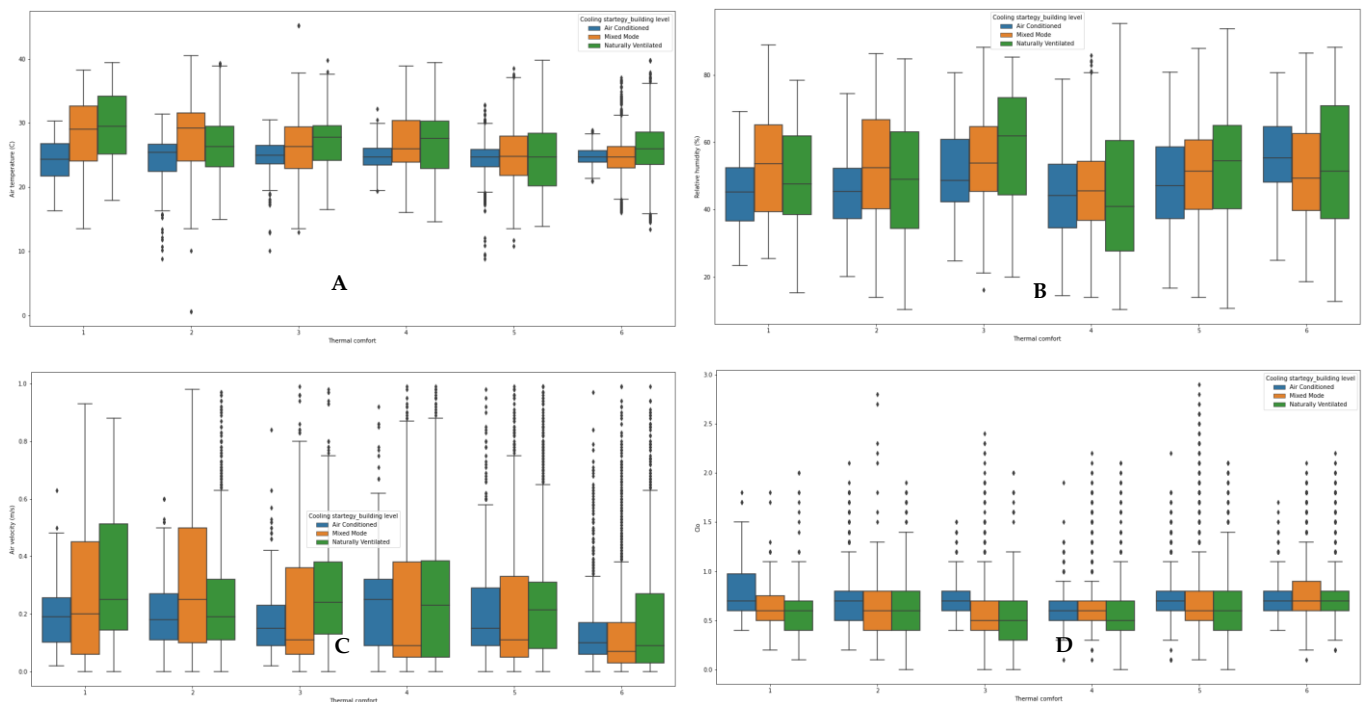 Cooling startegy_building level
Air Conditioned
Mixed Mode
Naturally Ventilated
Air temperature (C)
40
30
20
10
0
A
1 2 3 4 5 6
Thermal comfort
Cooling startegy_building level
Air Conditioned
Mixed Mode
Naturally Ventilated
Relative humidity (%)
80
60
40
20
B
1 2 3 4 5 6
Thermal comfort
Air velocity (m/s)
1.0
0.8
0.6
0.4
0.2
0.0
Cooling startegy_building level
Air Conditioned
Mixed Mode
Naturally Ventilated
C
1 2 3 4 5 6
Thermal comfort
Cooling startegy_building level
Air Conditioned
Mixed Mode
Naturally Ventilated
Clo
3.0
2.5
2.0
1.5
1.0
0.5
0.0
D
1 2 3 4 5 6
Thermal comfort